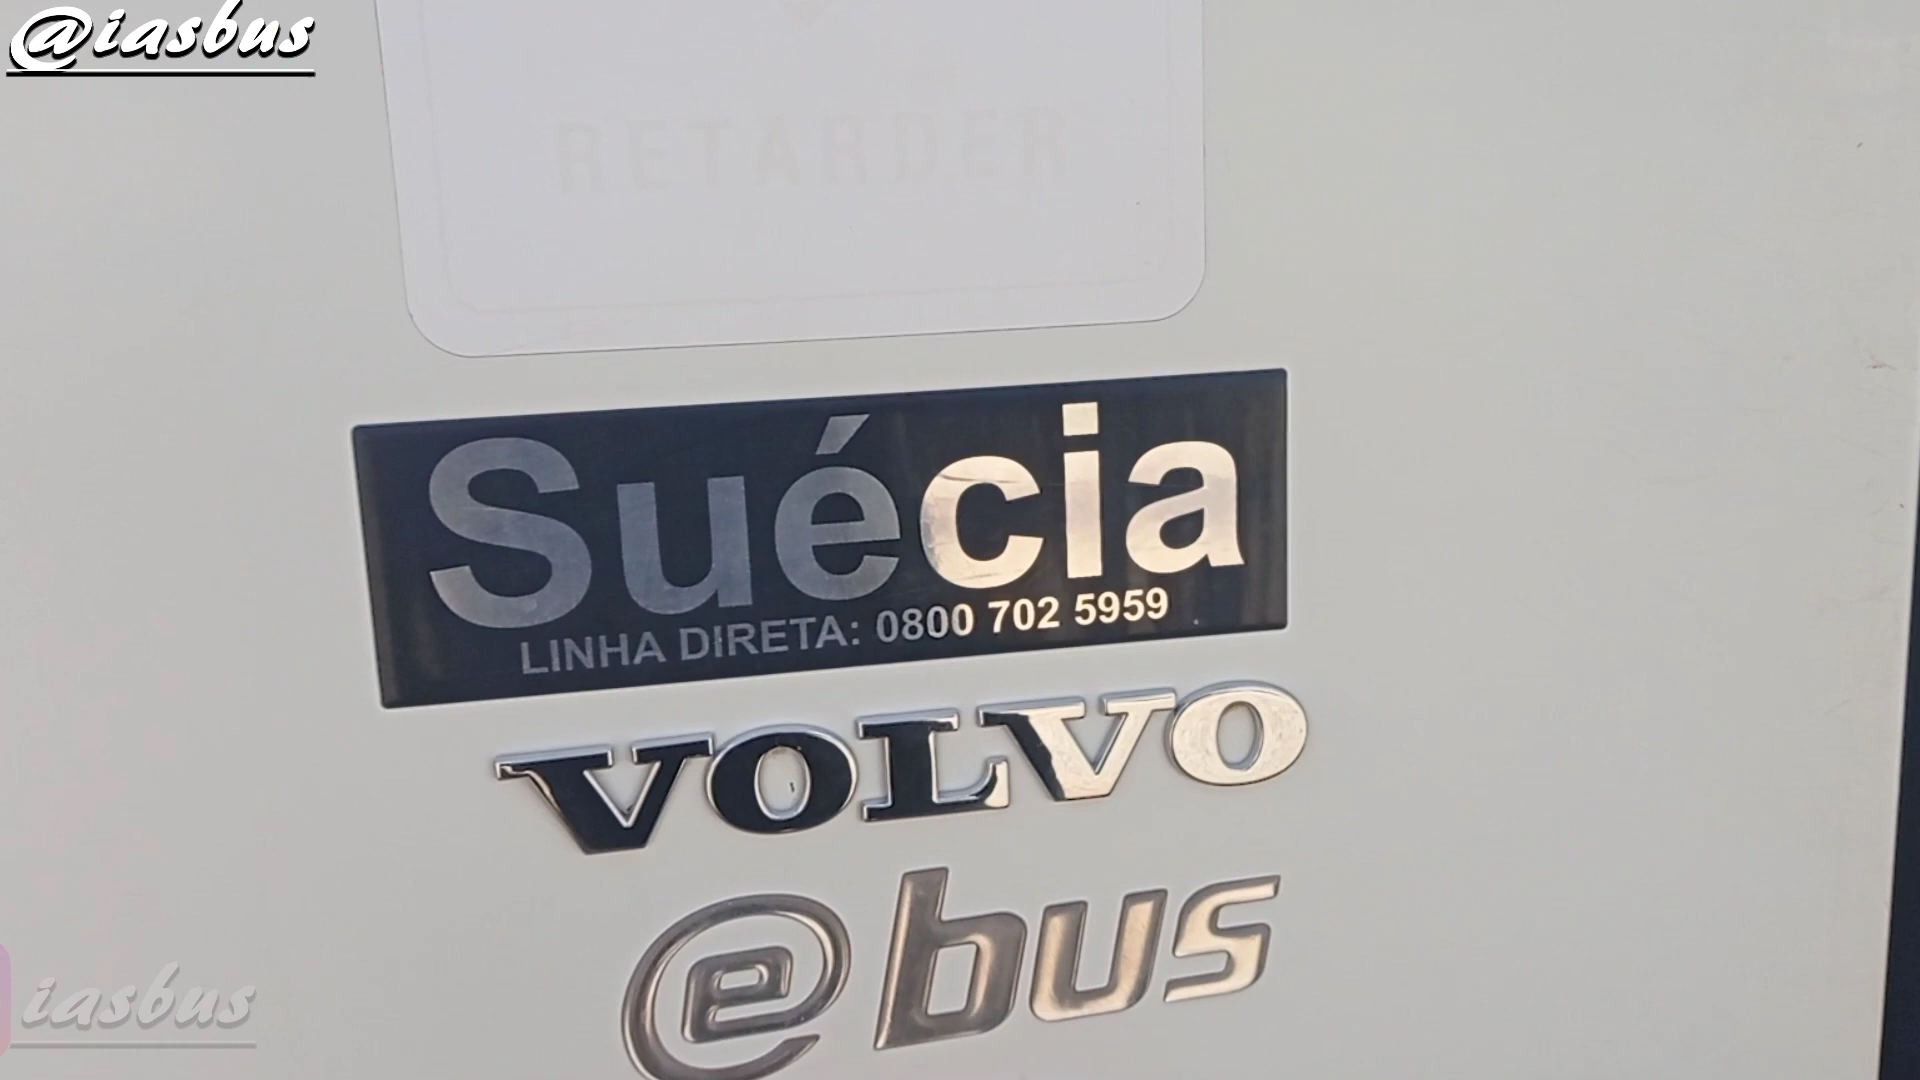 @iasbus
RETARDER
Suécia
LINHA DIRETA: 0800 702 5959
VOLVO
@bus
iasbus